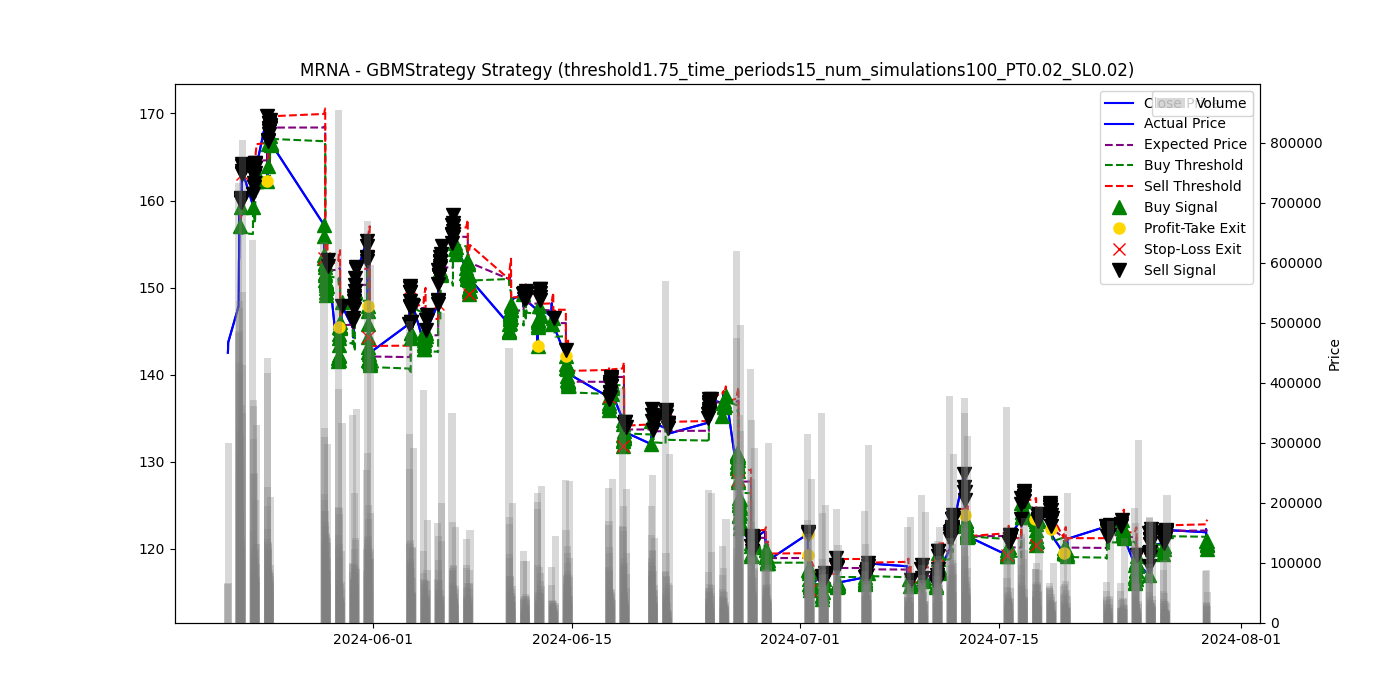 MRNA - GBMStrategy Strategy (threshold1.75_time_periods15_num_simulations100_PT0.02_SL0.02)
170
160
150
140
130
120
Volume
Actual Price
Expected Price
Buy Threshold
Sell Threshold
Buy Signal
Profit-Take Exit
Stop-Loss Exit
Sell Signal
800000
700000
600000
500000
400000
300000
200000
100000
0
Price
2024-06-01
2024-06-15
2024-07-01
2024-07-15
2024-08-01